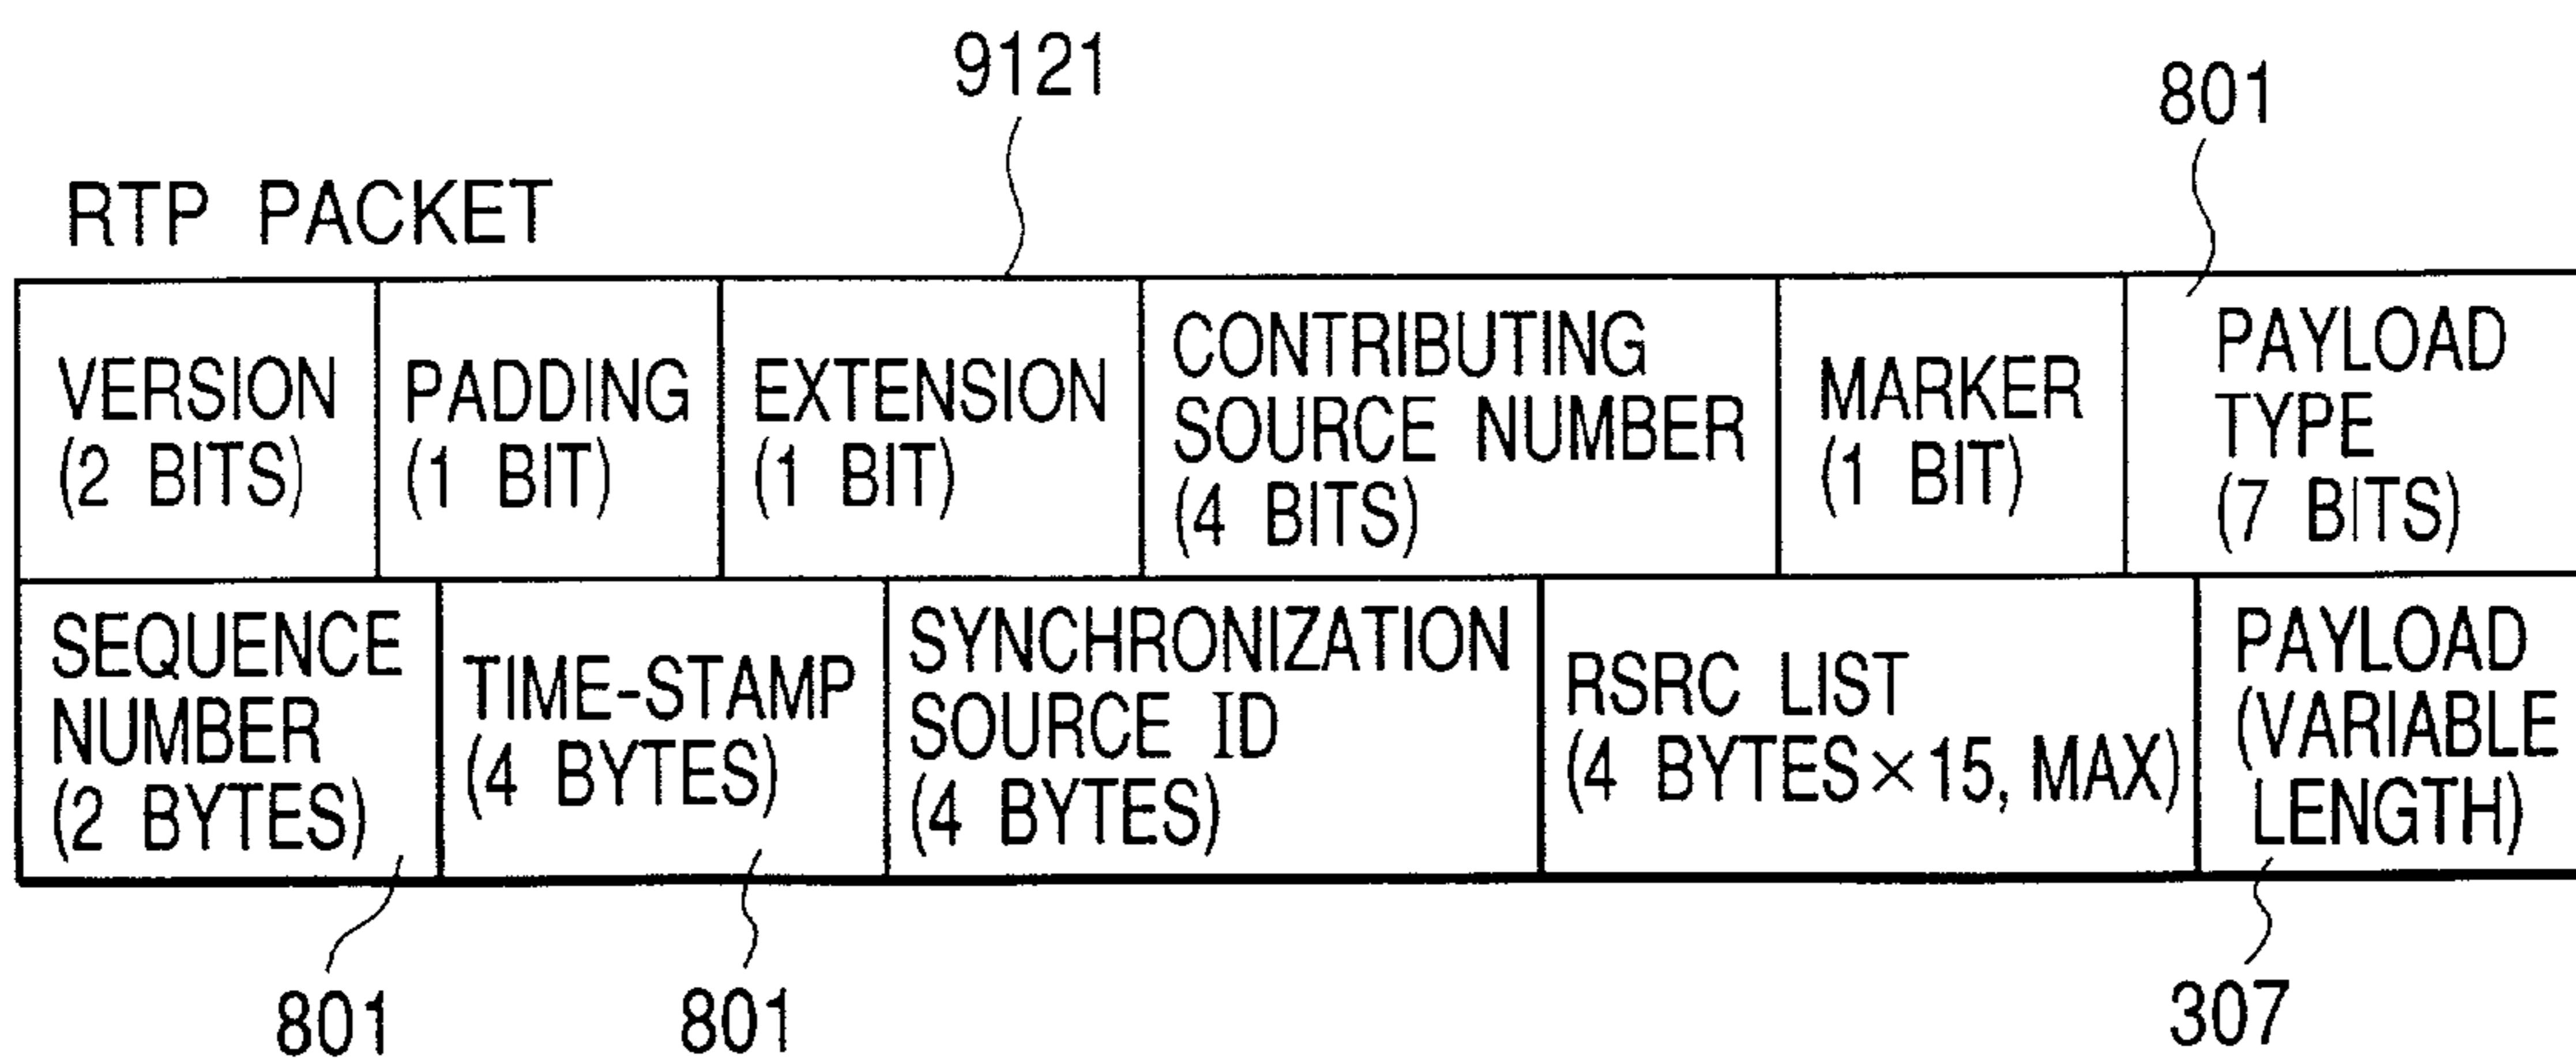 9121
801
RTP PACKET
VERSION
(2 BITS)
PADDING
(1 BIT)
EXTENSION
(1 BIT)
CONTRIBUTING
SOURCE NUMBER
(4 BITS)
MARKER
(1 BIT)
PAYLOAD
TYPE
(7 BITS)
SEQUENCE
NUMBER
(2 BYTES)
TIME-STAMP
(4 BYTES)
SYNCHRONIZATION
SOURCE ID
(4 BYTES)
RSRC LIST
(4 BYTES×15, MAX)
PAYLOAD
(VARIABLE
LENGTH)
801
801
307